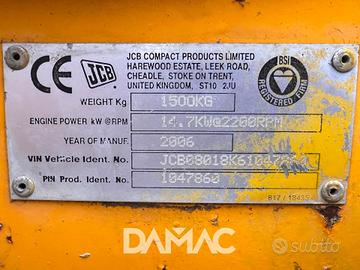 CE
JCB
JCB COMPACT PRODUCTS LIMITED
HAREWOOD ESTATE, LEEK ROAD,
CHEADLE, STOKE ON TRENT,
UNITED KINGDOM, ST10 2JU
BSI
REGISTERED FIRM
WEIGHT Kg
1500KG
ENGINE POWER kW @RPM
14.7KW@2200RPM
YEAR OF MANUF.
2006
VIN Vehicle Ident. No.
PIN Prod. Ident. No.
1047860
DAMAC
subito